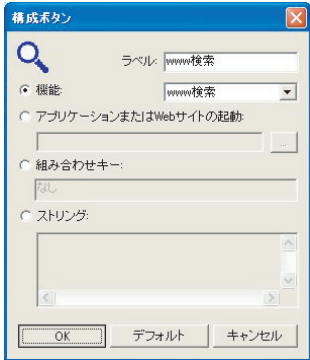 構成ボタン
ラベル: www検索
機能: www検索
アプリケーションまたはWebサイトの起動:
...
組み合わせキー:
なし
ストリング:
OK デフォルト キャンセル